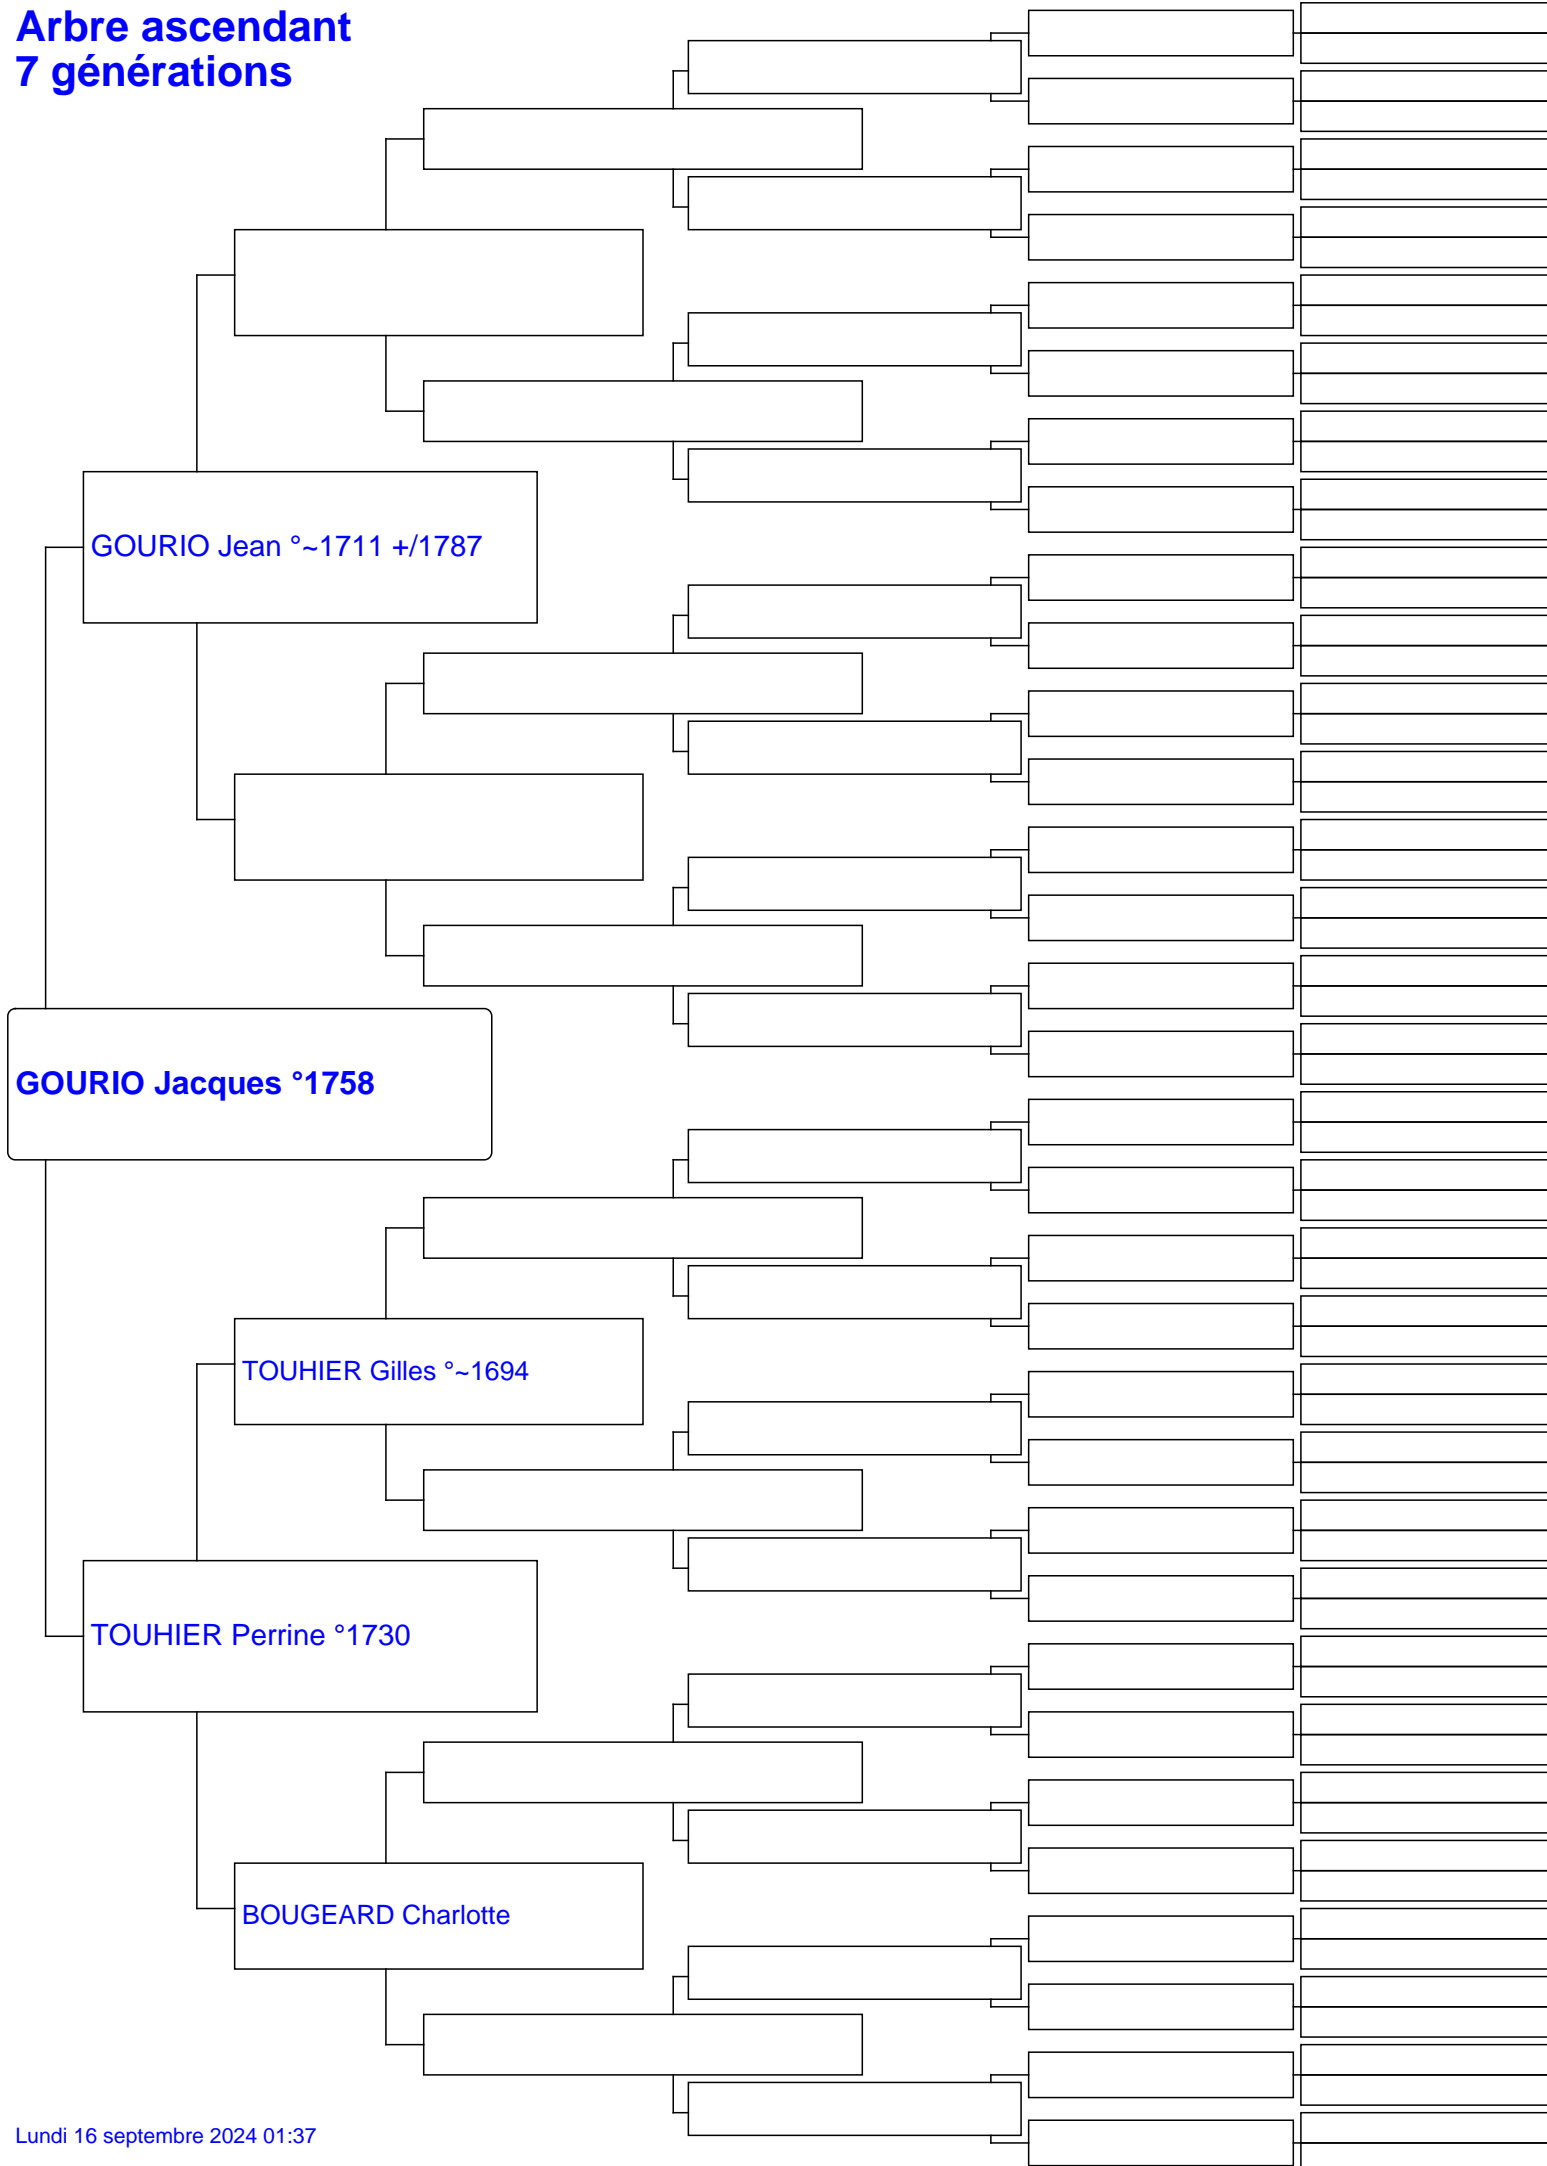 Arbre ascendant
7 générations
GOURIO Jean °~1711 +/1787
GOURIO Jacques °1758
TOUHIER Gilles °~1694
TOUHIER Perrine °1730
BOUGEARD Charlotte
Lundi 16 septembre 2024 01:37